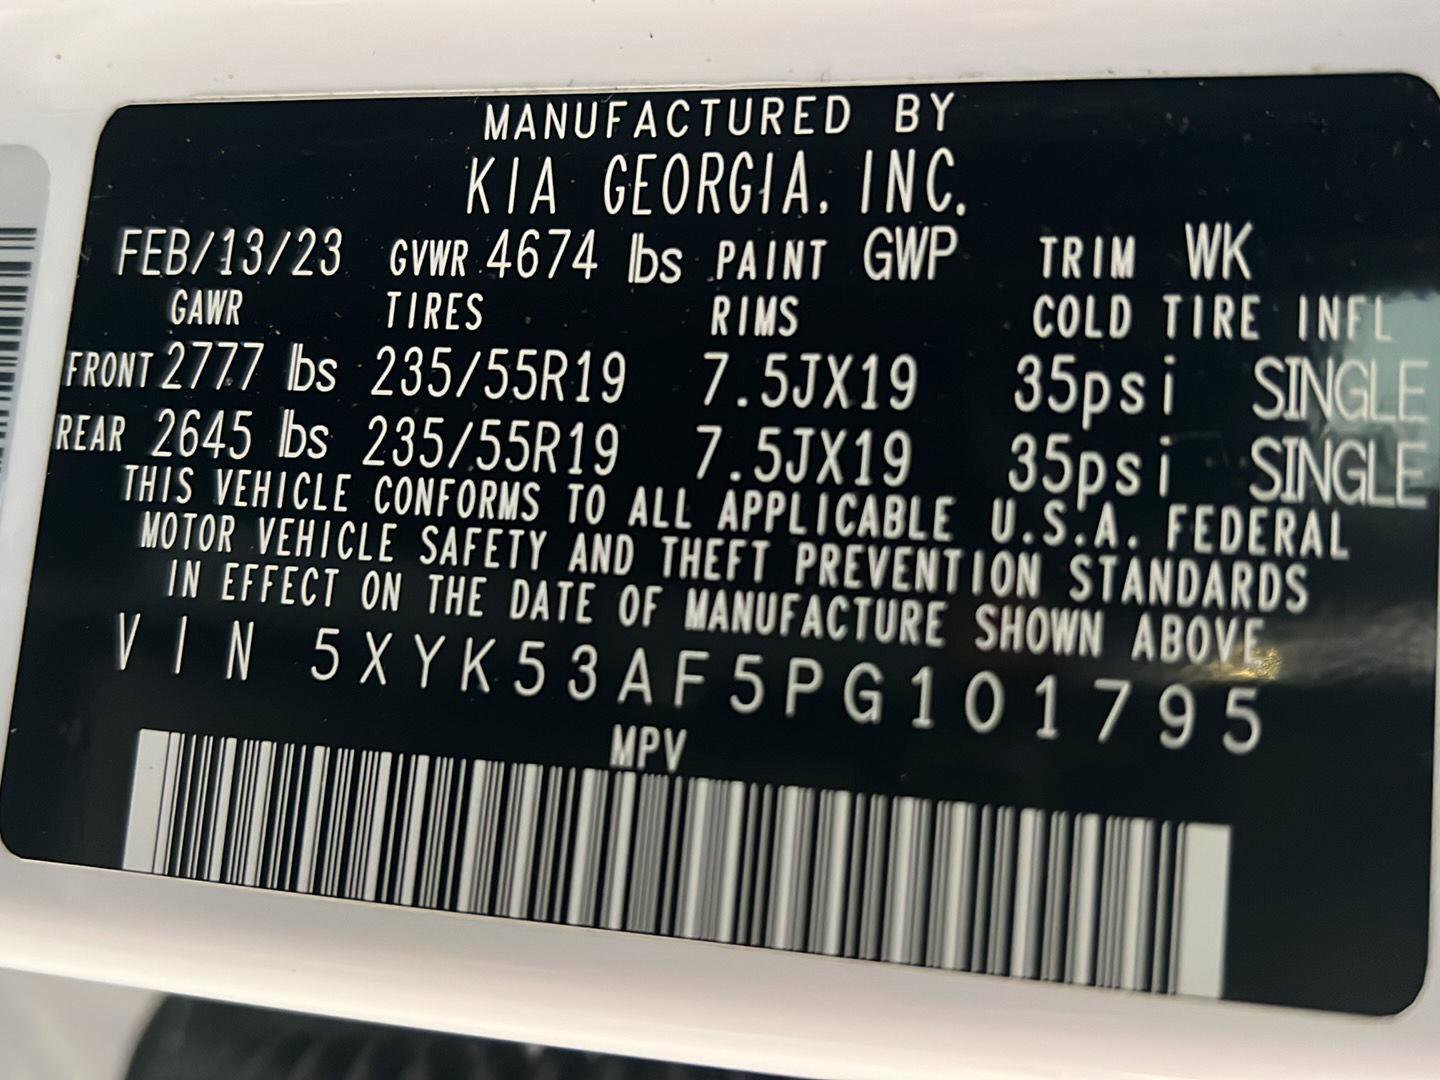 MANUFACTURED BY
KIA GEORGIA, INC.
FEB/13/23 GVWR 4674 lbs PAINT GWP TRIM WK
GAWR TIRES RIMS COLD TIRE INFL
FRONT 2777 lbs 235/55R19 7.5JX19 35psi SINGLE
REAR 2645 lbs 235/55R19 7.5JX19 35psi SINGLE
THIS VEHICLE CONFORMS TO ALL APPLICABLE U.S.A. FEDERAL
MOTOR VEHICLE SAFETY AND THEFT PREVENTION STANDARDS
IN EFFECT ON THE DATE OF MANUFACTURE SHOWN ABOVE.
VIN 5XYK53AF5PG101795
MPV